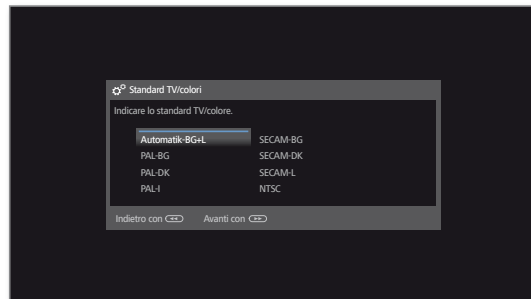 Standard TV/colori
Indicare lo standard TV/colore.
Automatik-BG+L
PAL-BG
PAL-DK
PAL-I
SECAM-BG
SECAM-DK
SECAM-L
NTSC
Indietro con Avanti con